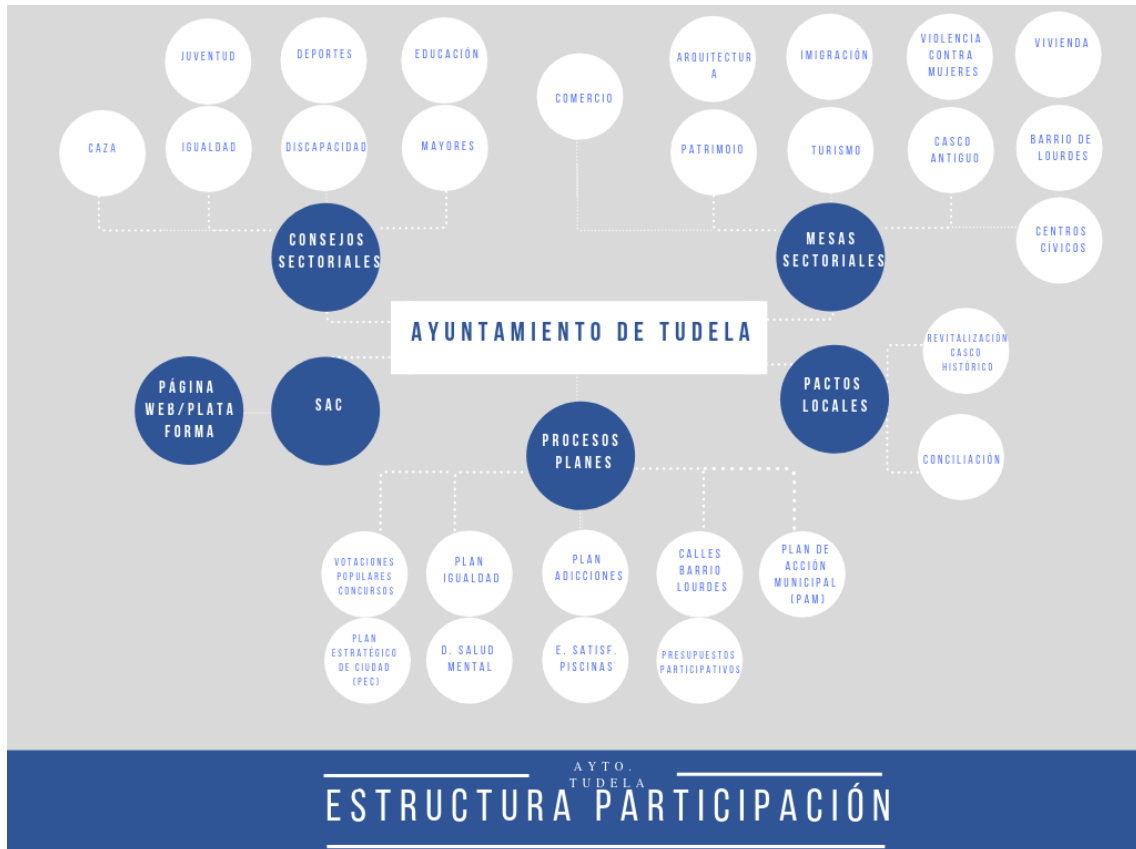 JUVENTUD
DEPORTES
EDUCACIÓN
CAZA
IGUALDAD
DISCAPACIDAD
MAYORES
CONSEJOS
SECTORIALES
COMERCIO
ARQUITECTUR
A
IMIGRACIÓN
VIOLENCIA
CONTRA
MUJERES
VIVIENDA
PATRIMOIO
TURISMO
CASCO
ANTIGUO
BARRIO DE
LOURDES
CENTROS
CÍVICOS
MESAS
SECTORIALES
AYUNTAMIENTO DE TUDELA
PÁGINA
WEB/PLATA
FORMA
SAC
PROCESOS
PLANES
PACTOS
LOCALES
REVITALIZACIÓN
CASCO
HISTÓRICO
CONCILIACIÓN
VOTACIONES
POPULARES
CONCURSOS
PLAN
IGUALDAD
PLAN
ADICCIONES
CALLES
BARRIO
LOURDES
PLAN DE
ACCIÓN
MUNICIPAL
(PAM)
PLAN
ESTRATÉGICO
DE CIUDAD
(PEC)
D. SALUD
MENTAL
E. SATISF.
PISCINAS
PRESUPUESTOS
PARTICIPATIVOS
AYTO.
TUDELA
ESTRUCTURA PARTICIPACIÓN